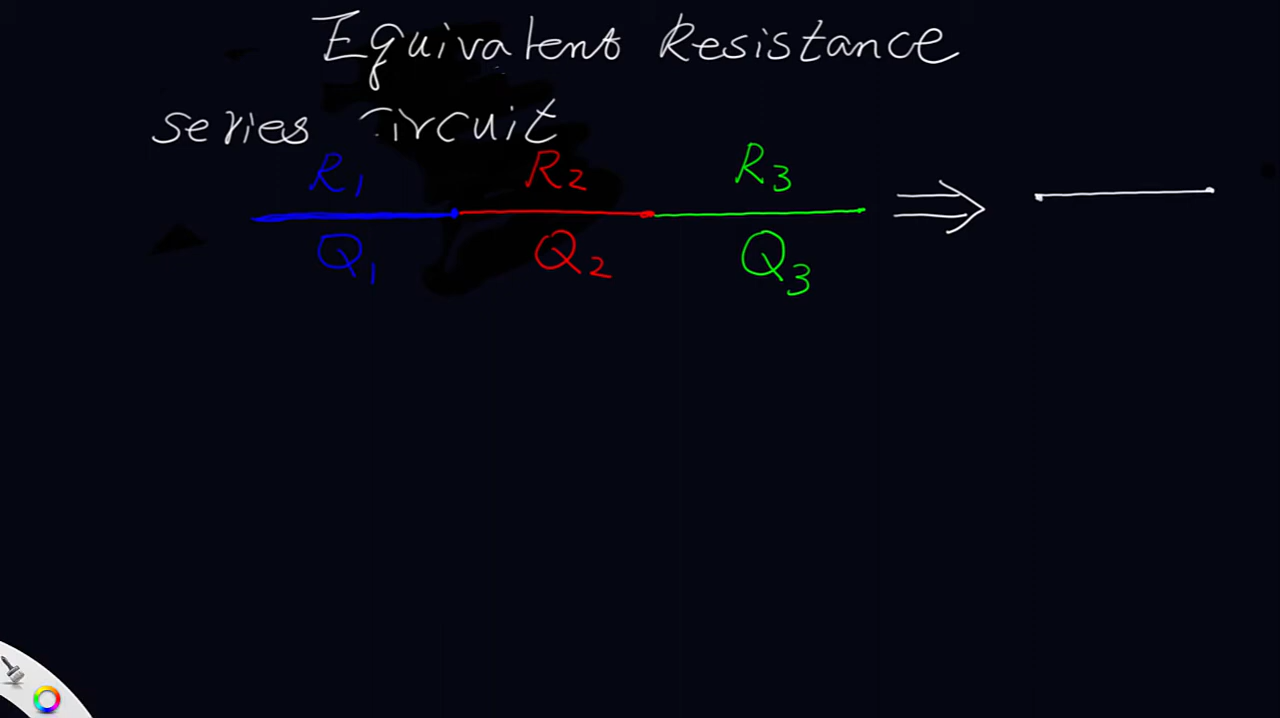 Equivalent Resistance
series Circuit
R1 R2 R3
Q1 Q2 Q3